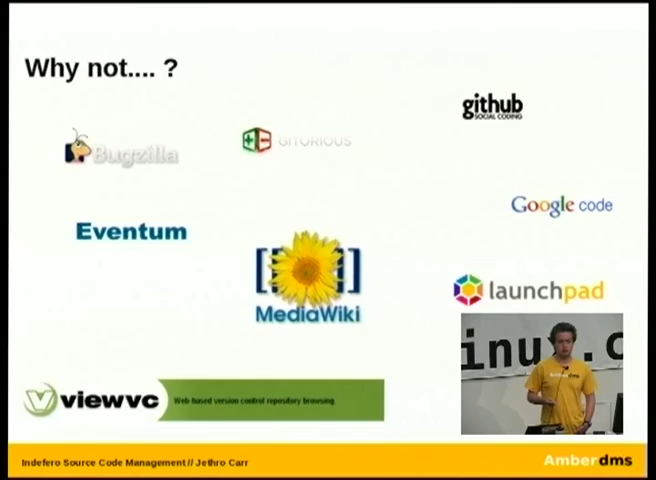 Why not.... ?
github
SOCIAL CODING
Bugzilla
GITORIOUS
Google code
Eventum
[[ ]]
MediaWiki
launchpad
inux.c
Amberdms
viewvc
Web based version control repository browsing
Indefero Source Code Management // Jethro Carr
Amberdms